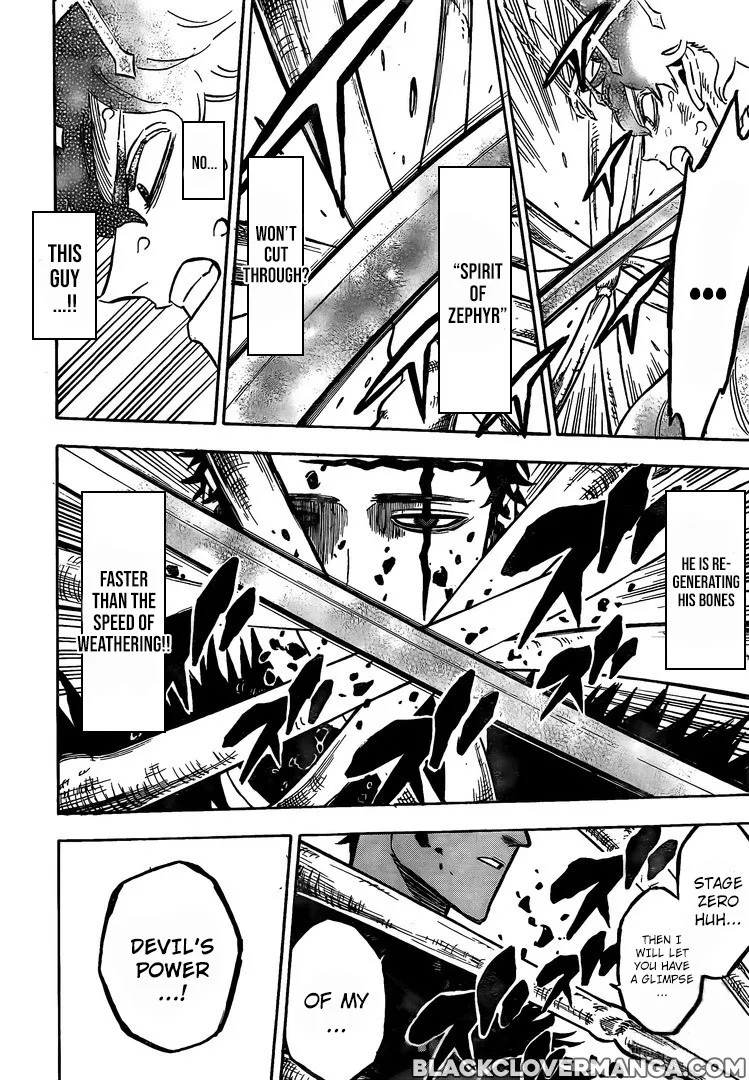 ...
"SPIRIT
OF
ZEPHYR"
WON'T
CUT
THROUGH?
NO...
THIS
GUY
...!!
HE IS RE-
GENERATING
HIS BONES
FASTER
THAN THE
SPEED OF
WEATHERING!!
STAGE
ZERO
HUH...
THEN I
WILL LET
YOU HAVE
A GLIMPSE
...
OF MY
...
DEVIL'S
POWER
...!
BLACKCLOVERMANGA.COM